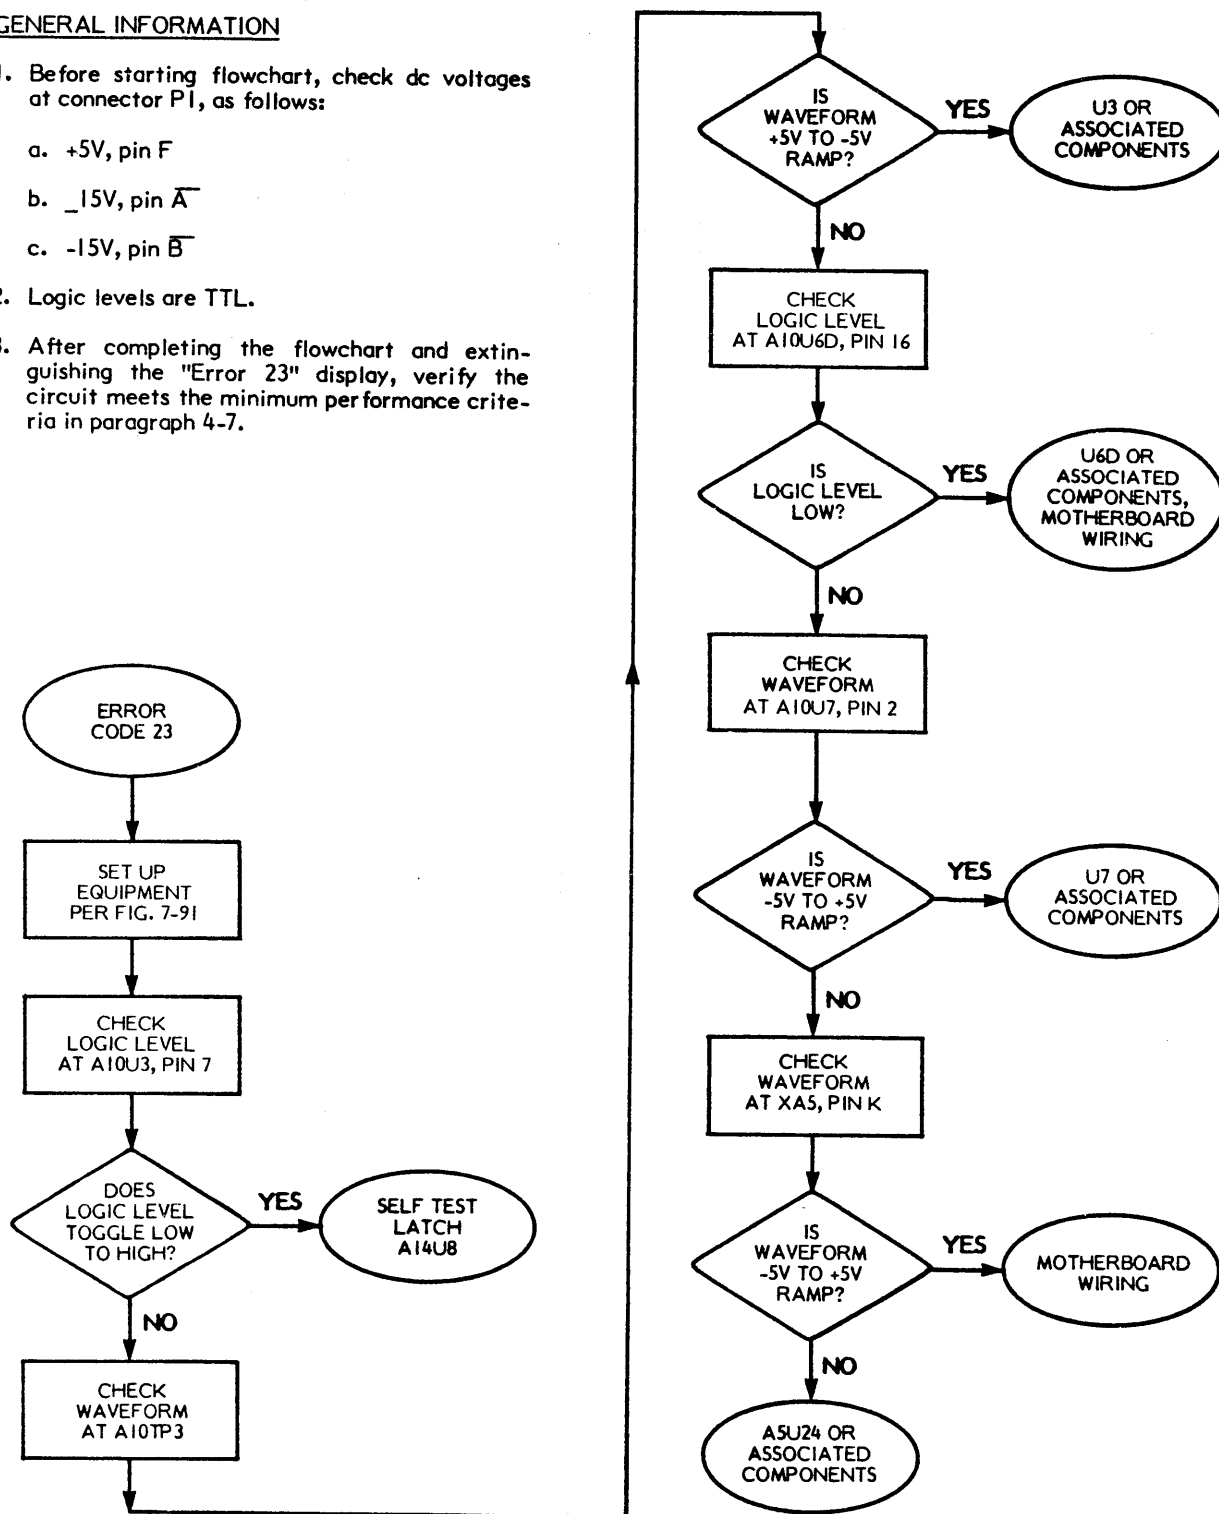 GENERAL INFORMATION
1. Before starting flowchart, check dc voltages
at connector P1, as follows:
a. +5V, pin F
b. _15V, pin A̅
c. -15V, pin B̅
2. Logic levels are TTL.
3. After completing the flowchart and extin-
guishing the "Error 23" display, verify the
circuit meets the minimum performance crite-
ria in paragraph 4-7.
ERROR
CODE 23
SET UP
EQUIPMENT
PER FIG. 7-91
CHECK
LOGIC LEVEL
AT A10U3, PIN 7
DOES
LOGIC LEVEL
TOGGLE LOW
TO HIGH?
YES
SELF TEST
LATCH
A14U8
NO
CHECK
WAVEFORM
AT A10TP3
IS
WAVEFORM
+5V TO -5V
RAMP?
YES
U3 OR
ASSOCIATED
COMPONENTS
NO
CHECK
LOGIC LEVEL
AT A10U6D, PIN 16
IS
LOGIC LEVEL
LOW?
YES
U6D OR
ASSOCIATED
COMPONENTS,
MOTHERBOARD
WIRING
NO
CHECK
WAVEFORM
AT A10U7, PIN 2
IS
WAVEFORM
-5V TO +5V
RAMP?
YES
U7 OR
ASSOCIATED
COMPONENTS
NO
CHECK
WAVEFORM
AT XA5, PIN K
IS
WAVEFORM
-5V TO +5V
RAMP?
YES
MOTHERBOARD
WIRING
NO
A5U24 OR
ASSOCIATED
COMPONENTS